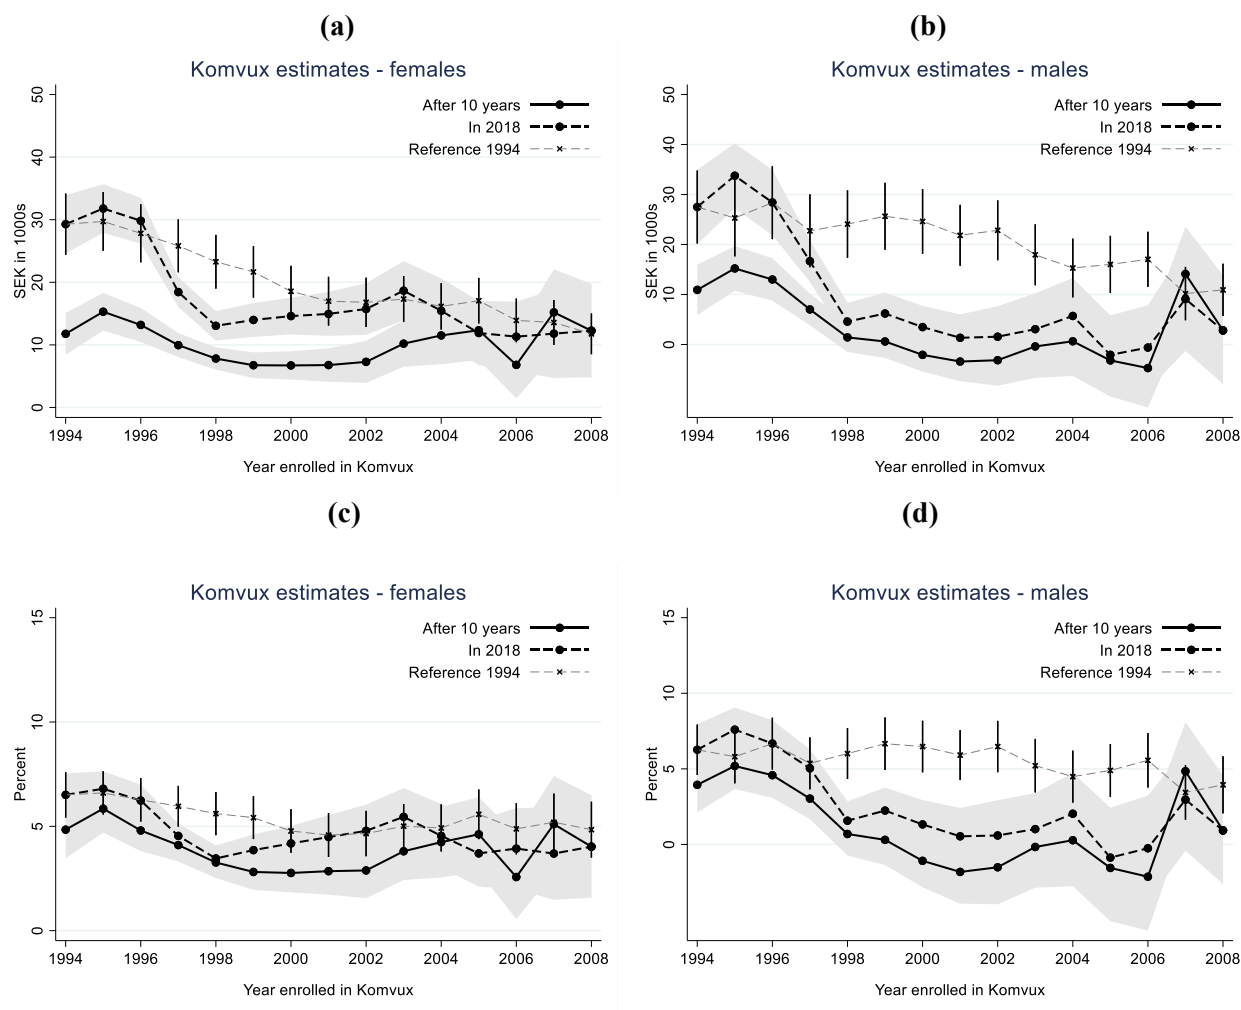 (a)
Komvux estimates - females
After 10 years
In 2018
Reference 1994
SEK in 1000s
50
40
30
20
10
0
1994 1996 1998 2000 2002 2004 2006 2008
Year enrolled in Komvux
(b)
Komvux estimates - males
After 10 years
In 2018
Reference 1994
SEK in 1000s
50
40
30
20
10
0
1994 1996 1998 2000 2002 2004 2006 2008
Year enrolled in Komvux
(c)
Komvux estimates - females
After 10 years
In 2018
Reference 1994
Percent
15
10
5
0
1994 1996 1998 2000 2002 2004 2006 2008
Year enrolled in Komvux
(d)
Komvux estimates - males
After 10 years
In 2018
Reference 1994
Percent
15
10
5
0
1994 1996 1998 2000 2002 2004 2006 2008
Year enrolled in Komvux